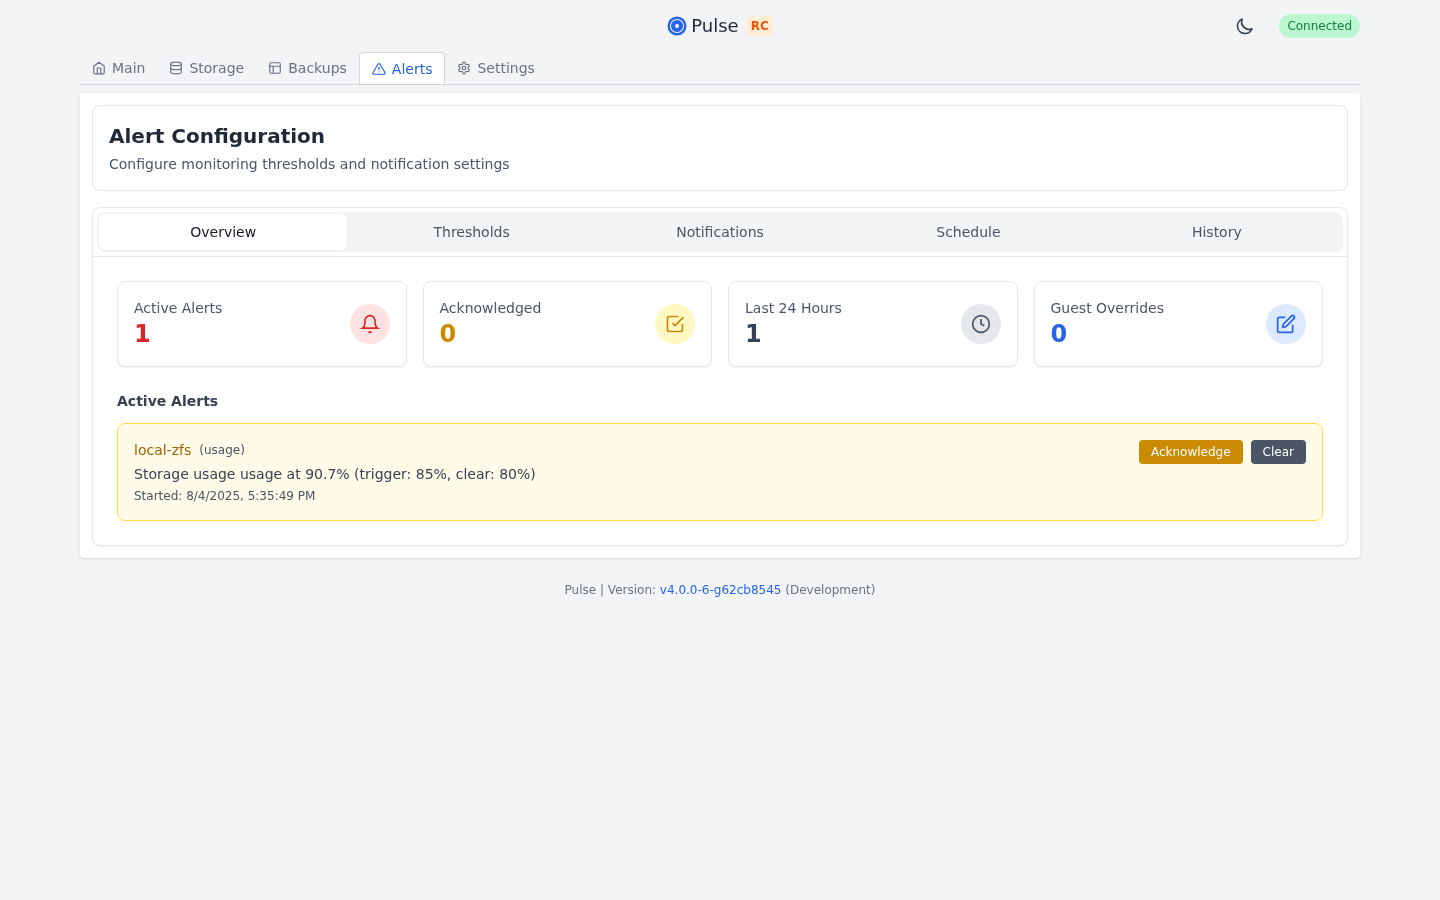 Pulse RC
Connected
Main Storage Backups Alerts Settings
Alert Configuration
Configure monitoring thresholds and notification settings
Overview Thresholds Notifications Schedule History
Active Alerts
1
Acknowledged
0
Last 24 Hours
1
Guest Overrides
0
Active Alerts
local-zfs (usage)
Acknowledge Clear
Storage usage usage at 90.7% (trigger: 85%, clear: 80%)
Started: 8/4/2025, 5:35:49 PM
Pulse | Version: v4.0.0-6-g62cb8545 (Development)